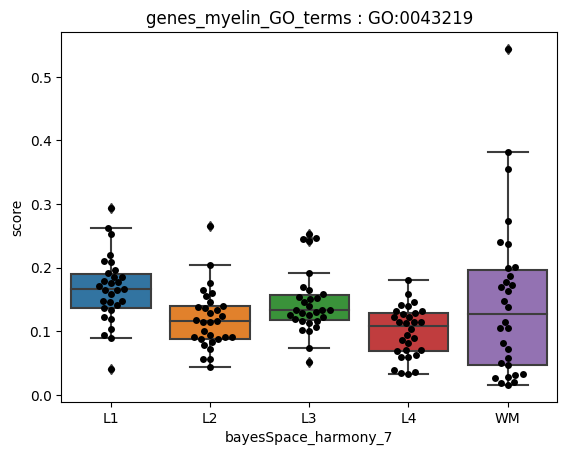 genes_myelin_GO_terms : GO:0043219
0.5
0.4
0.3
0.2
0.1
0.0
score
L1 L2 L3 L4 WM
bayesSpace_harmony_7